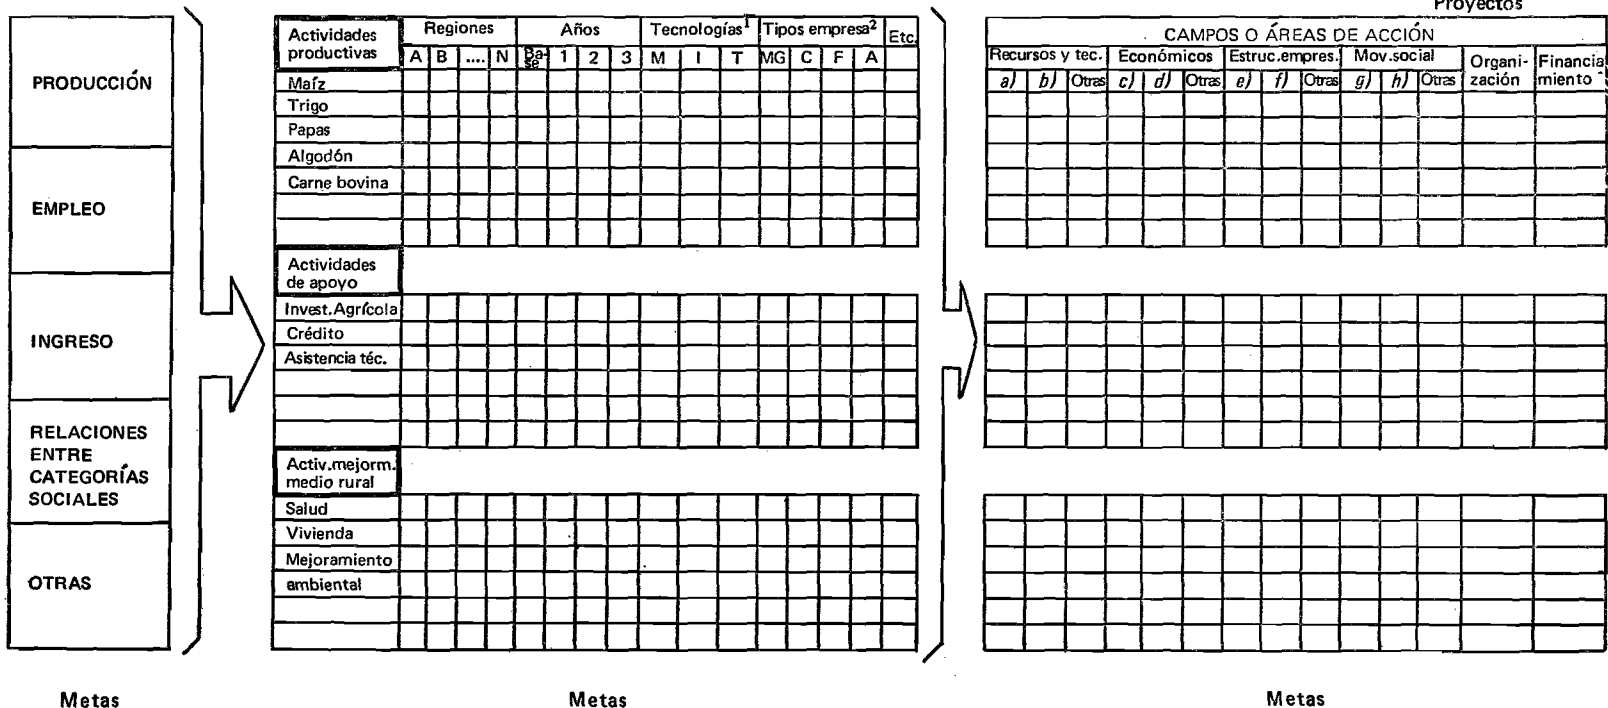 Proyectos
PRODUCCIÓN
EMPLEO
INGRESO
RELACIONES
ENTRE
CATEGORÍAS
SOCIALES
OTRAS
Metas
Actividades
productivas
Regiones Años Tecnologías¹ Tipos empresa² Etc.
A B .... N Ba-
se 1 2 3 M I T MG C F A
Maíz
Trigo
Papas
Algodón
Carne bovina
Actividades
de apoyo
Invest.Agrícola
Crédito
Asistencia téc.
Activ.mejorm.
medio rural
Salud
Vivienda
Mejoramiento
ambiental
Metas
CAMPOS O ÁREAS DE ACCIÓN
Recursos y tec. Económicos Estruc.empres. Mov.social Organi-
zación Financia
miento
a) b) Otras c) d) Otras e) f) Otras g) h) Otras
Metas